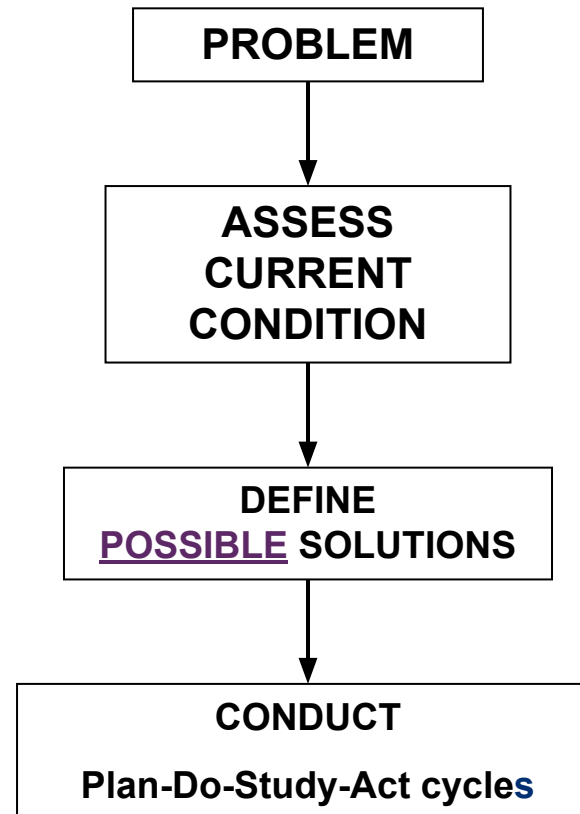 PROBLEM
ASSESS
CURRENT
CONDITION
DEFINE
POSSIBLE SOLUTIONS
CONDUCT
Plan-Do-Study-Act cycles